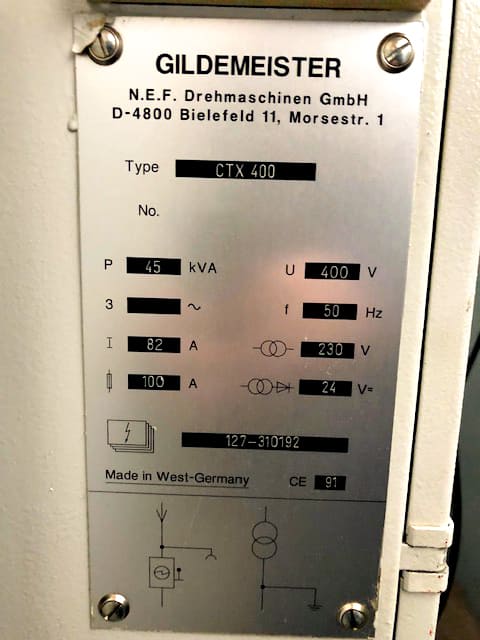 GILDEMEISTER
N.E.F. Drehmaschinen GmbH
D-4800 Bielefeld 11, Morsestr. 1
Type CTX 400
No.
P 45 kVA U 400 V
3 ~ f 50 Hz
I 82 A 230 V
100 A 24 V=
127-310192
Made in West-Germany CE 91